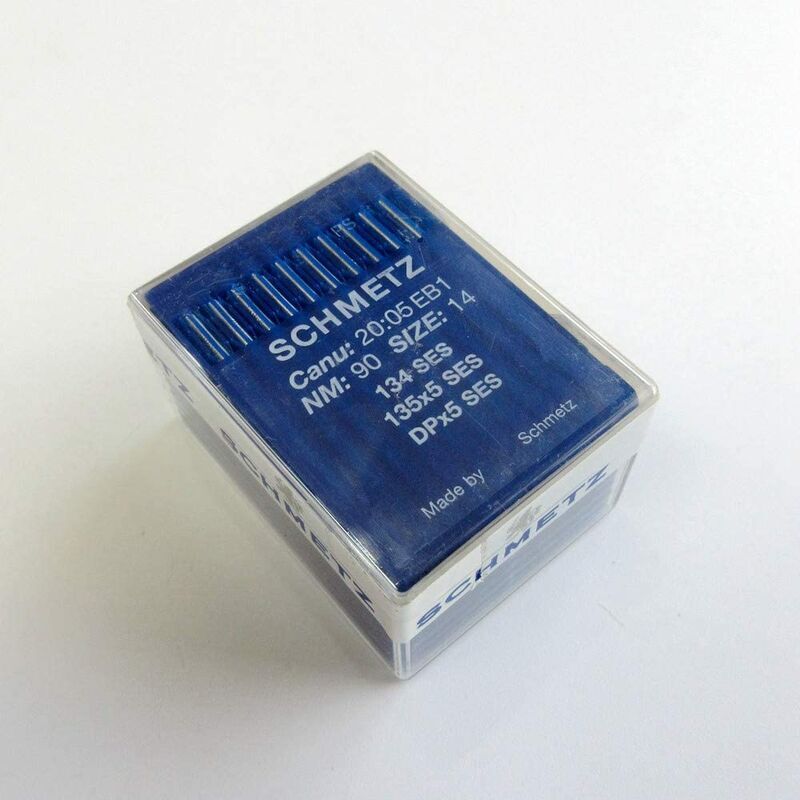 SCHMETZ
Canu: 20:05 EB1
NM: 90 SIZE: 14
134 SES
135x5 SES
DPx5 SES
Made by Schmetz
SCHMETZ
SCHMETZ